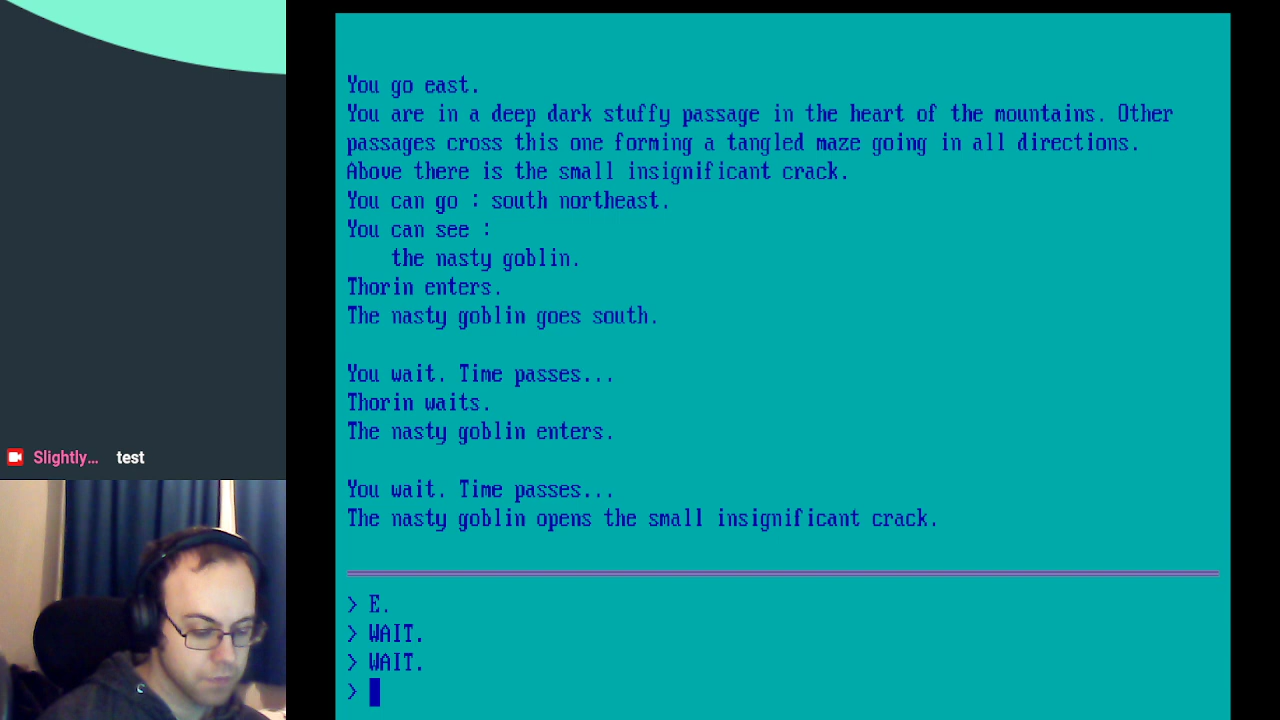 You go east.
You are in a deep dark stuffy passage in the heart of the mountains. Other
passages cross this one forming a tangled maze going in all directions.
Above there is the small insignificant crack.
You can go : south northeast.
You can see :
the nasty goblin.
Thorin enters.
The nasty goblin goes south.
You wait. Time passes...
Thorin waits.
The nasty goblin enters.
You wait. Time passes...
The nasty goblin opens the small insignificant crack.
> E.
> WAIT.
> WAIT.
>
Slightly... test